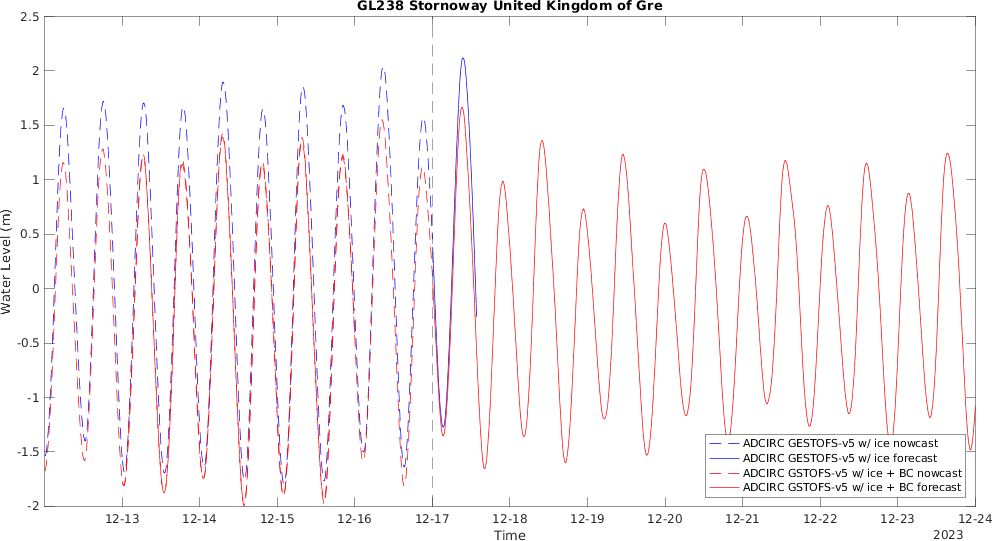 GL238 Stornoway United Kingdom of Gre
2.5
2
1.5
1
0.5
0
-0.5
-1
-1.5
-2
Water Level (m)
ADCIRC GESTOFS-v5 w/ ice nowcast
ADCIRC GESTOFS-v5 w/ ice forecast
ADCIRC GSTOFS-v5 w/ ice + BC nowcast
ADCIRC GSTOFS-v5 w/ ice + BC forecast
12-13 12-14 12-15 12-16 12-17 12-18 12-19 12-20 12-21 12-22 12-23 12-24
Time
2023